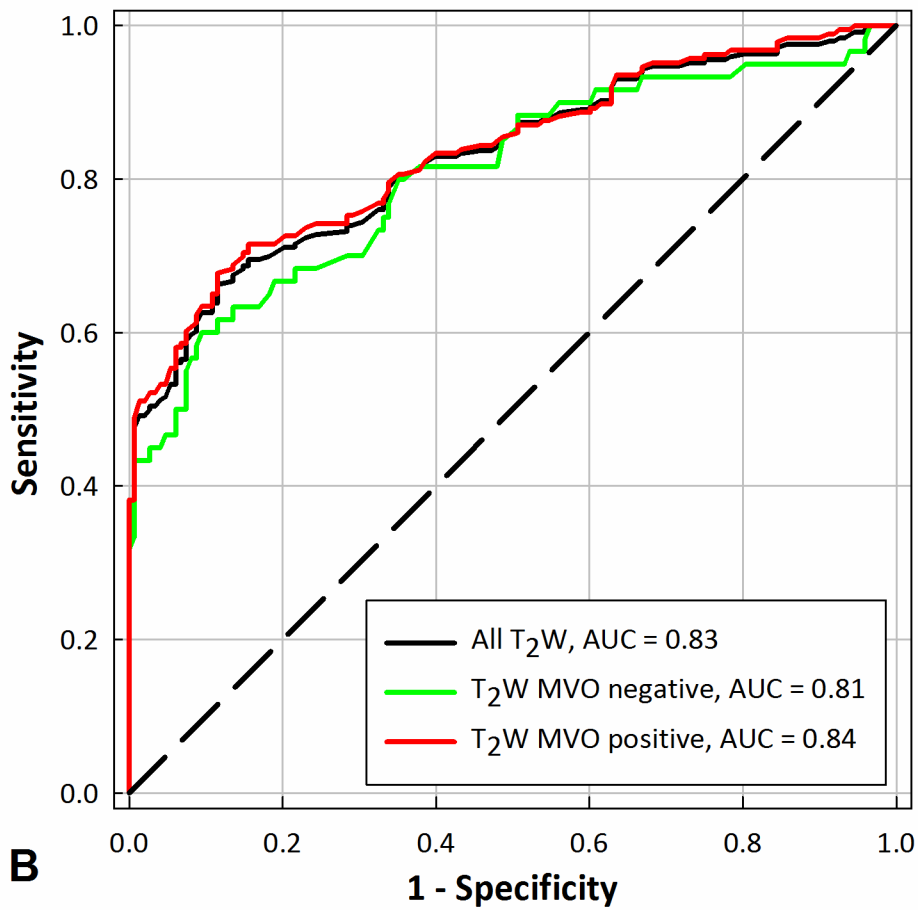 1.0
0.8
0.6
0.4
0.2
0.0
Sensitivity
All T2W, AUC = 0.83
T2W MVO negative, AUC = 0.81
T2W MVO positive, AUC = 0.84
0.0 0.2 0.4 0.6 0.8 1.0
1 - Specificity
B